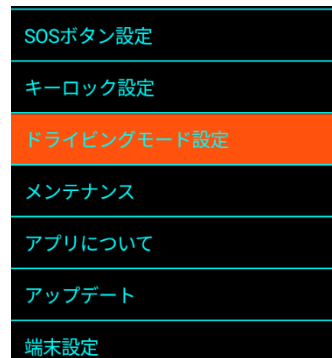 SOSボタン設定
キーロック設定
ドライビングモード設定
メンテナンス
アプリについて
アップデート
端末設定